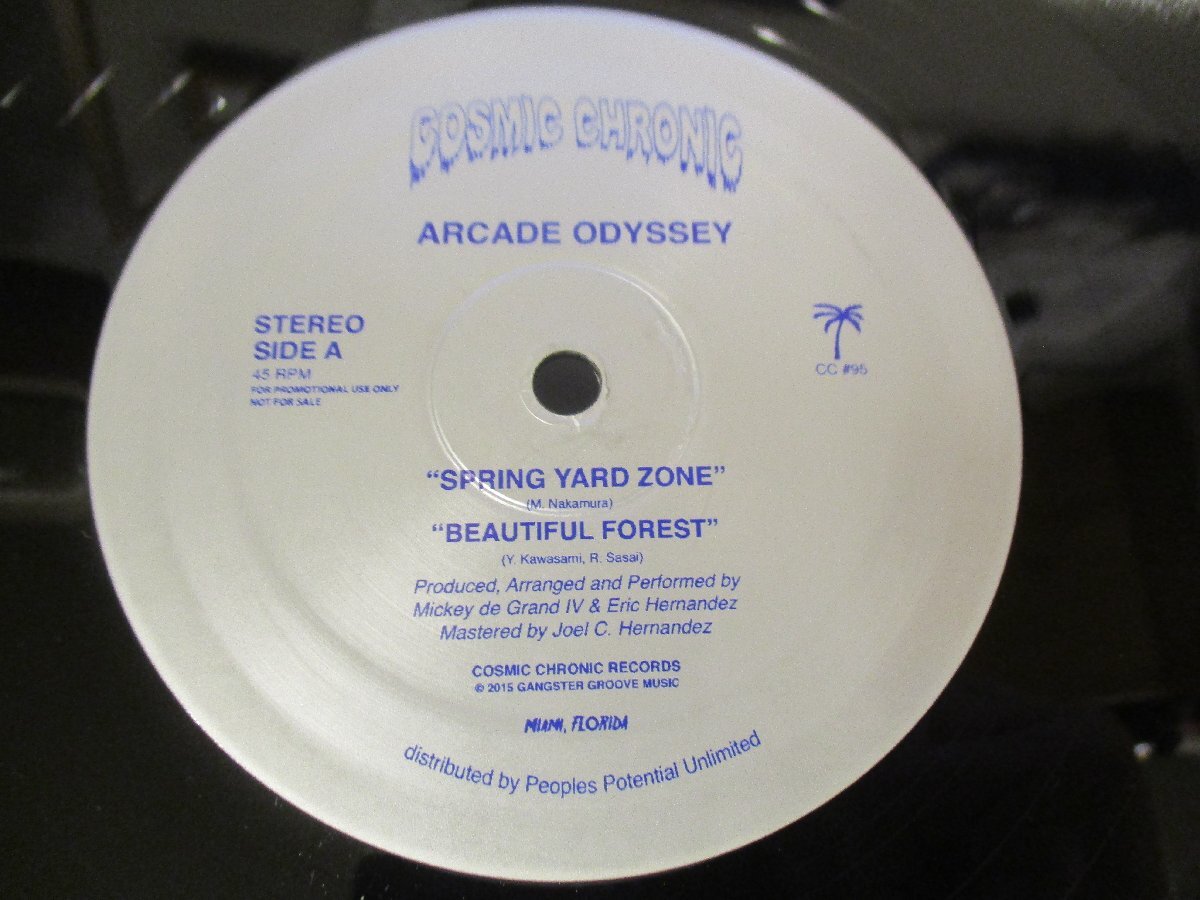 COSMIC CHRONIC
ARCADE ODYSSEY
STEREO
SIDE A
45 RPM
FOR PROMOTIONAL USE ONLY
NOT FOR SALE
CC #95
“SPRING YARD ZONE”
(M. Nakamura)
“BEAUTIFUL FOREST”
(Y. Kawasami, R. Sasai)
Produced, Arranged and Performed by
Mickey de Grand IV & Eric Hernandez
Mastered by Joel C. Hernandez
COSMIC CHRONIC RECORDS
© 2015 GANGSTER GROOVE MUSIC
MIAMI, FLORIDA
distributed by Peoples Potential Unlimited